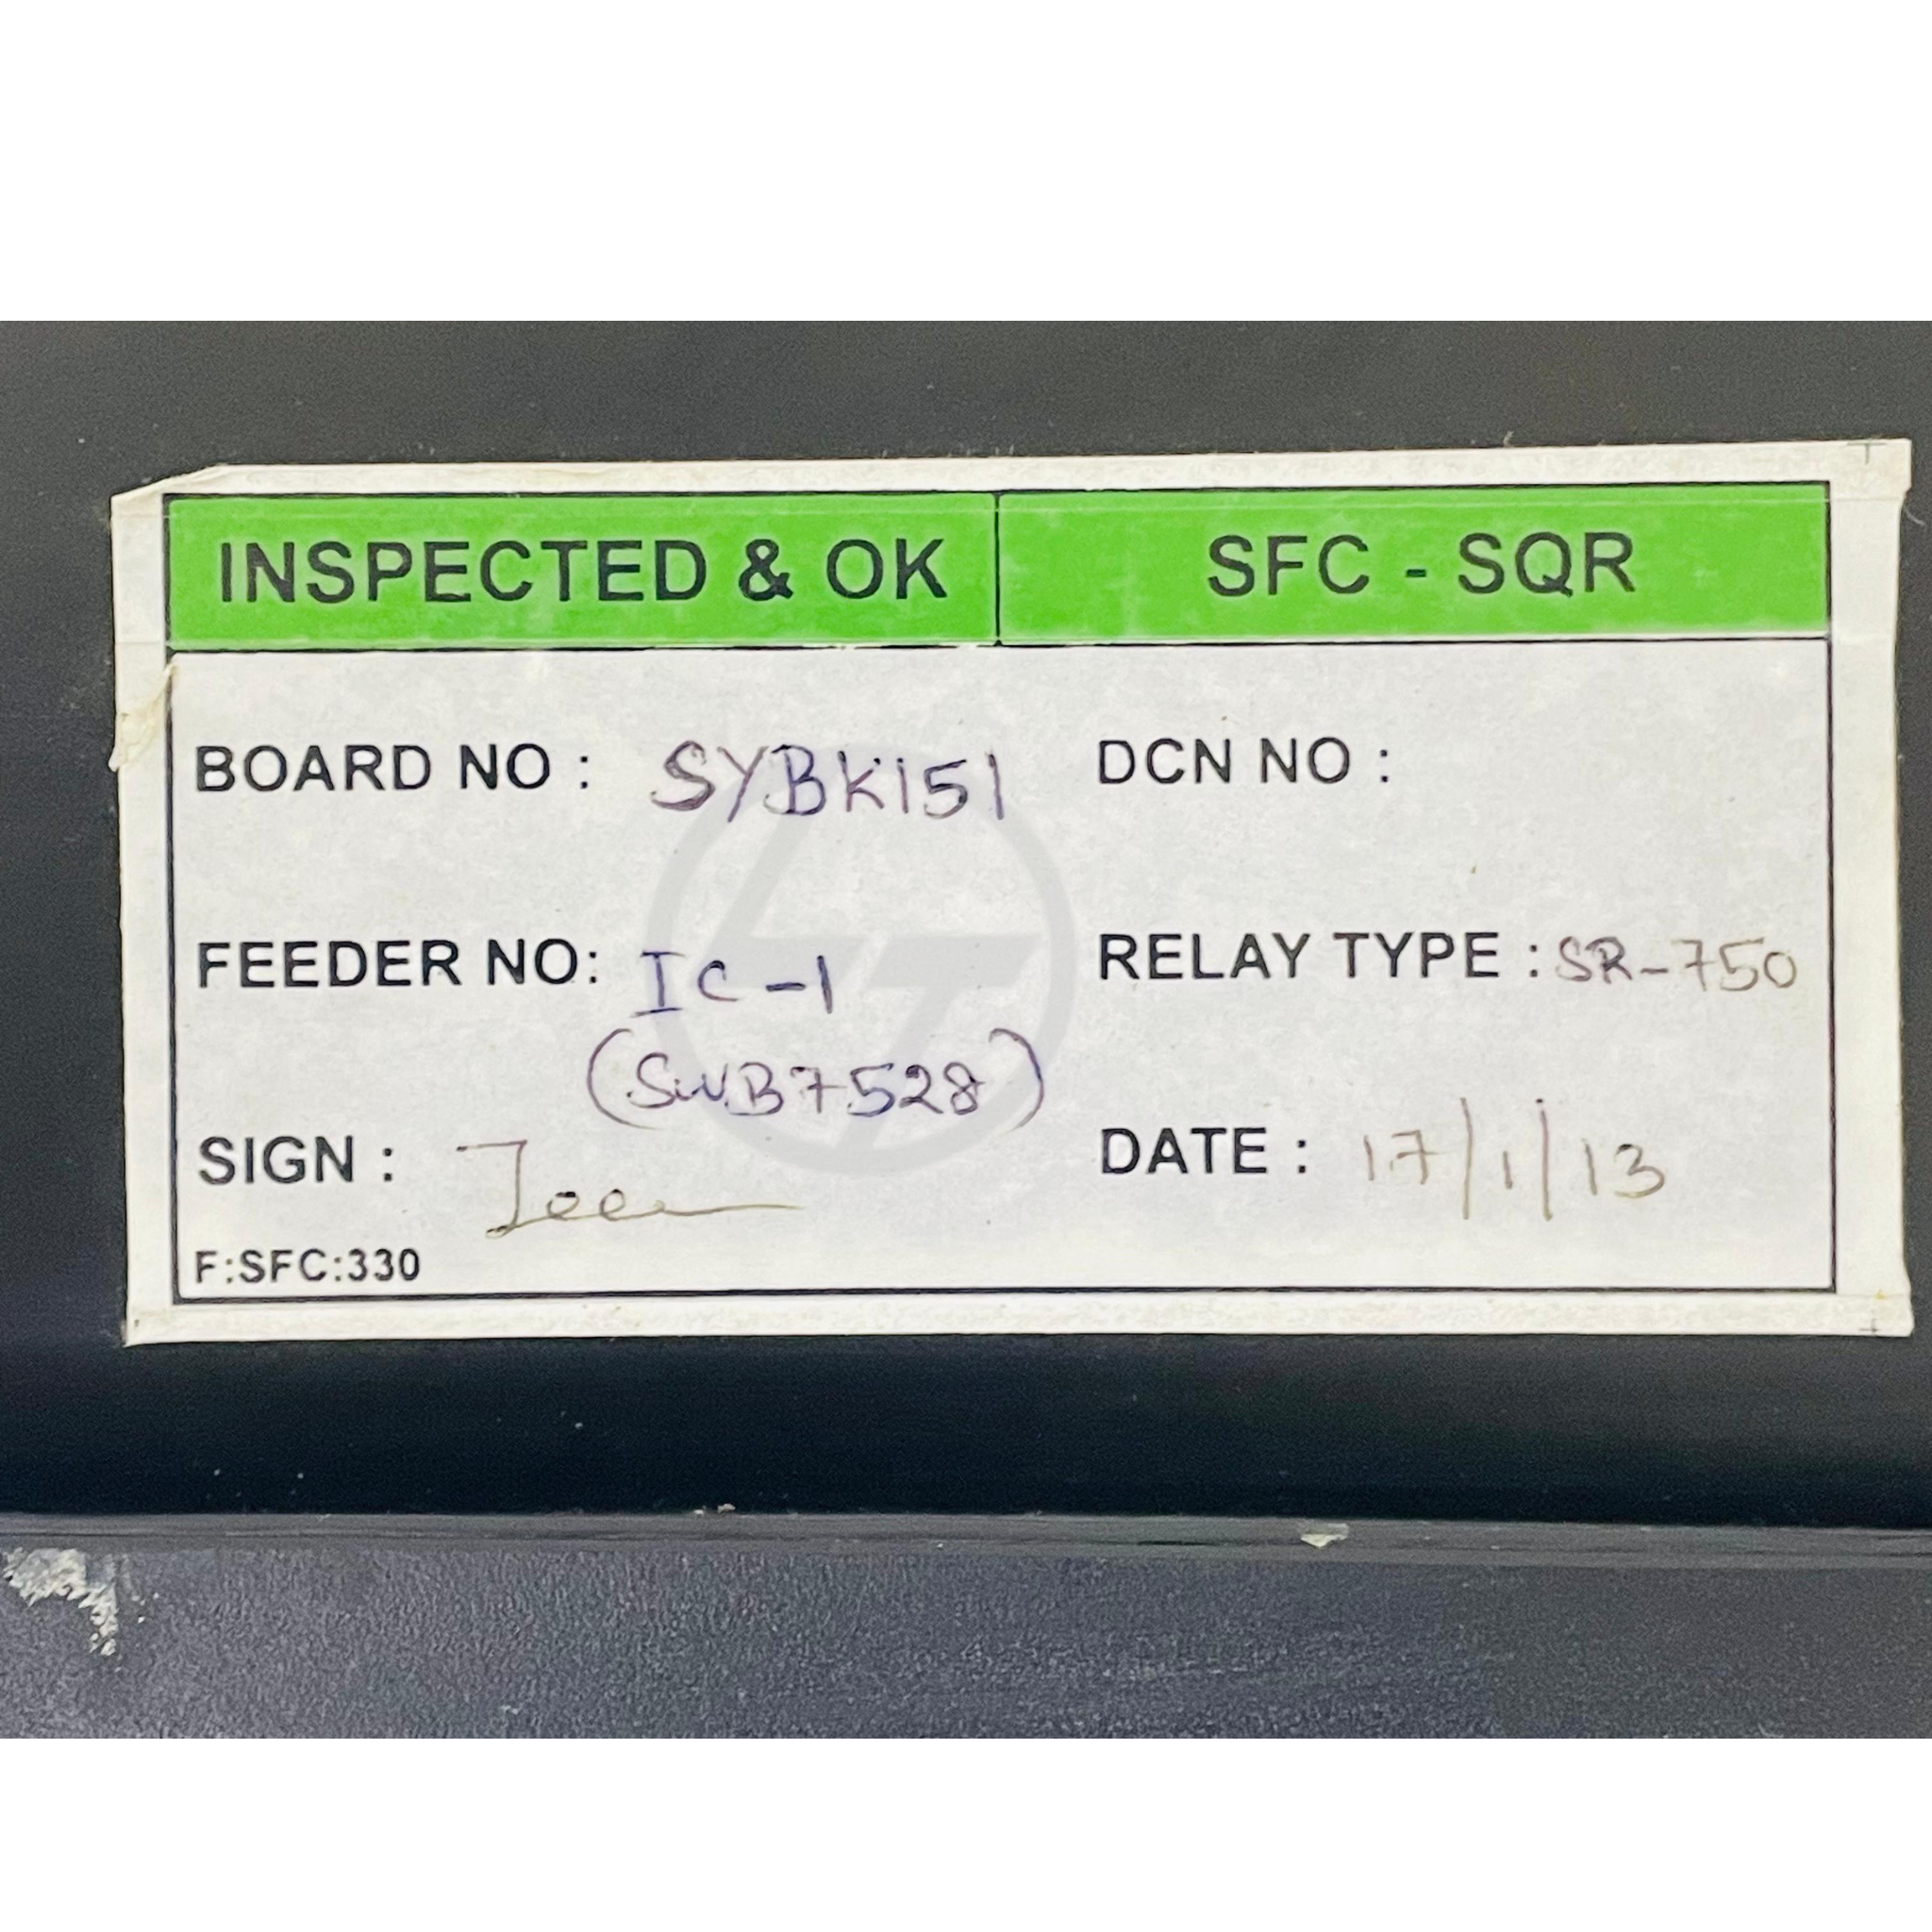 INSPECTED & OK SFC - SQR
BOARD NO : SYBK151 DCN NO :
FEEDER NO: IC-1 RELAY TYPE : SR-750
(SWB7528)
SIGN : DATE : 17/1/13
F:SFC:330